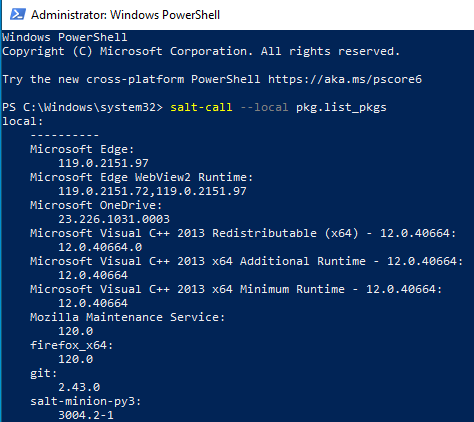 Administrator: Windows PowerShell
Windows PowerShell
Copyright (C) Microsoft Corporation. All rights reserved.
Try the new cross-platform PowerShell https://aka.ms/pscore6
PS C:\Windows\system32> salt-call --local pkg.list_pkgs
local:
----------
Microsoft Edge:
119.0.2151.97
Microsoft Edge WebView2 Runtime:
119.0.2151.72,119.0.2151.97
Microsoft OneDrive:
23.226.1031.0003
Microsoft Visual C++ 2013 Redistributable (x64) - 12.0.40664:
12.0.40664.0
Microsoft Visual C++ 2013 x64 Additional Runtime - 12.0.40664:
12.0.40664
Microsoft Visual C++ 2013 x64 Minimum Runtime - 12.0.40664:
12.0.40664
Mozilla Maintenance Service:
120.0
firefox_x64:
120.0
git:
2.43.0
salt-minion-py3:
3004.2-1